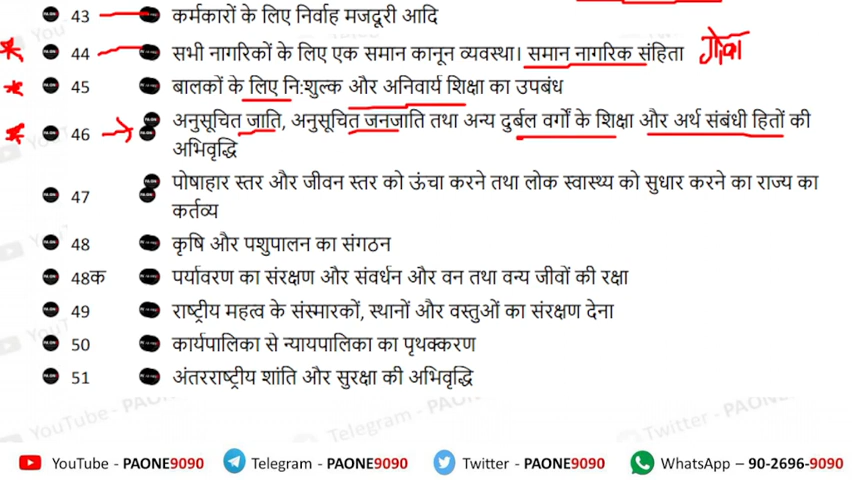 43 कर्मकारों के लिए निर्वाह मजदूरी आदि
44 सभी नागरिकों के लिए एक समान कानून व्यवस्था। समान नागरिक संहिता गोवा
45 बालकों के लिए नि:शुल्क और अनिवार्य शिक्षा का उपबंध
46 अनुसूचित जाति, अनुसूचित जनजाति तथा अन्य दुर्बल वर्गों के शिक्षा और अर्थ संबंधी हितों की
अभिवृद्धि
47 पोषाहार स्तर और जीवन स्तर को ऊंचा करने तथा लोक स्वास्थ्य को सुधार करने का राज्य का
कर्तव्य
48 कृषि और पशुपालन का संगठन
48क पर्यावरण का संरक्षण और संवर्धन और वन तथा वन्य जीवों की रक्षा
49 राष्ट्रीय महत्व के संस्मारकों, स्थानों और वस्तुओं का संरक्षण देना
50 कार्यपालिका से न्यायपालिका का पृथक्करण
51 अंतरराष्ट्रीय शांति और सुरक्षा की अभिवृद्धि
YouTube - PAONE9090 Telegram - PAONE9090 Twitter - PAONE9090 WhatsApp – 90-2696-9090